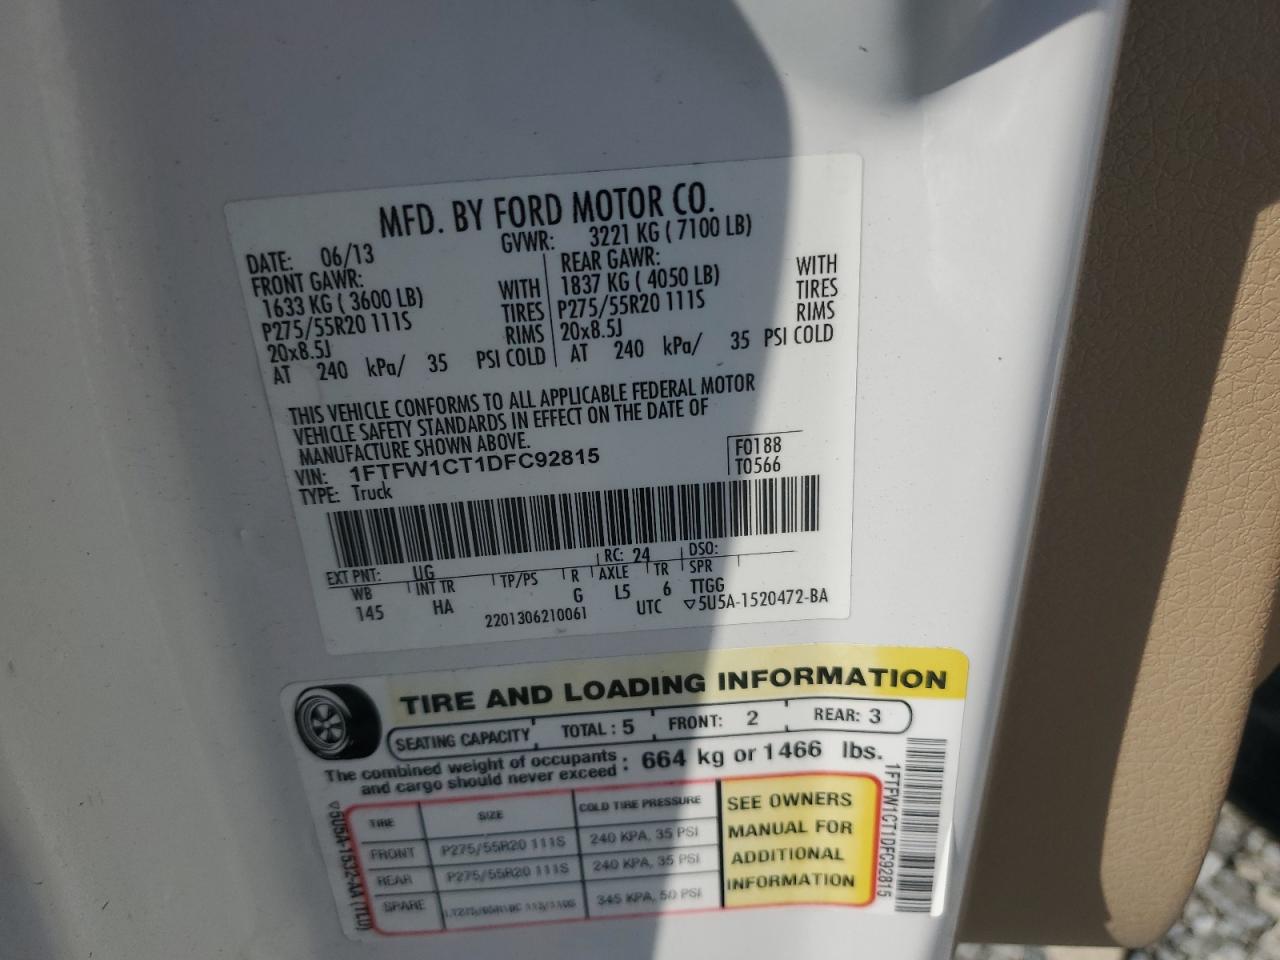 MFD. BY FORD MOTOR CO.
DATE: 06/13 GVWR: 3221 KG ( 7100 LB)
FRONT GAWR: REAR GAWR:
1633 KG ( 3600 LB) WITH 1837 KG ( 4050 LB) WITH
P275/55R20 111S TIRES P275/55R20 111S TIRES
20x8.5J RIMS 20x8.5J RIMS
AT 240 kPa/ 35 PSI COLD AT 240 kPa/ 35 PSI COLD
THIS VEHICLE CONFORMS TO ALL APPLICABLE FEDERAL MOTOR
VEHICLE SAFETY STANDARDS IN EFFECT ON THE DATE OF
MANUFACTURE SHOWN ABOVE.
VIN: 1FTFW1CT1DFC92815 F0188
TYPE: Truck T0566
EXT PNT: UG RC: 24 DSO:
WB INT TR TP/PS R AXLE TR SPR
145 HA G L5 6 TTGG
2201306210061 UTC ▽5U5A-1520472-BA
TIRE AND LOADING INFORMATION
SEATING CAPACITY TOTAL: 5 FRONT: 2 REAR: 3
The combined weight of occupants
and cargo should never exceed : 664 kg or 1466 lbs.
TIRE SIZE COLD TIRE PRESSURE
FRONT P275/55R20 111S 240 KPA, 35 PSI
REAR P275/55R20 111S 240 KPA, 35 PSI
SPARE 345 KPA, 50 PSI
SEE OWNERS
MANUAL FOR
ADDITIONAL
INFORMATION
▽5U5A-1532-AA (TLU)
1FTFW1CT1DFC92815